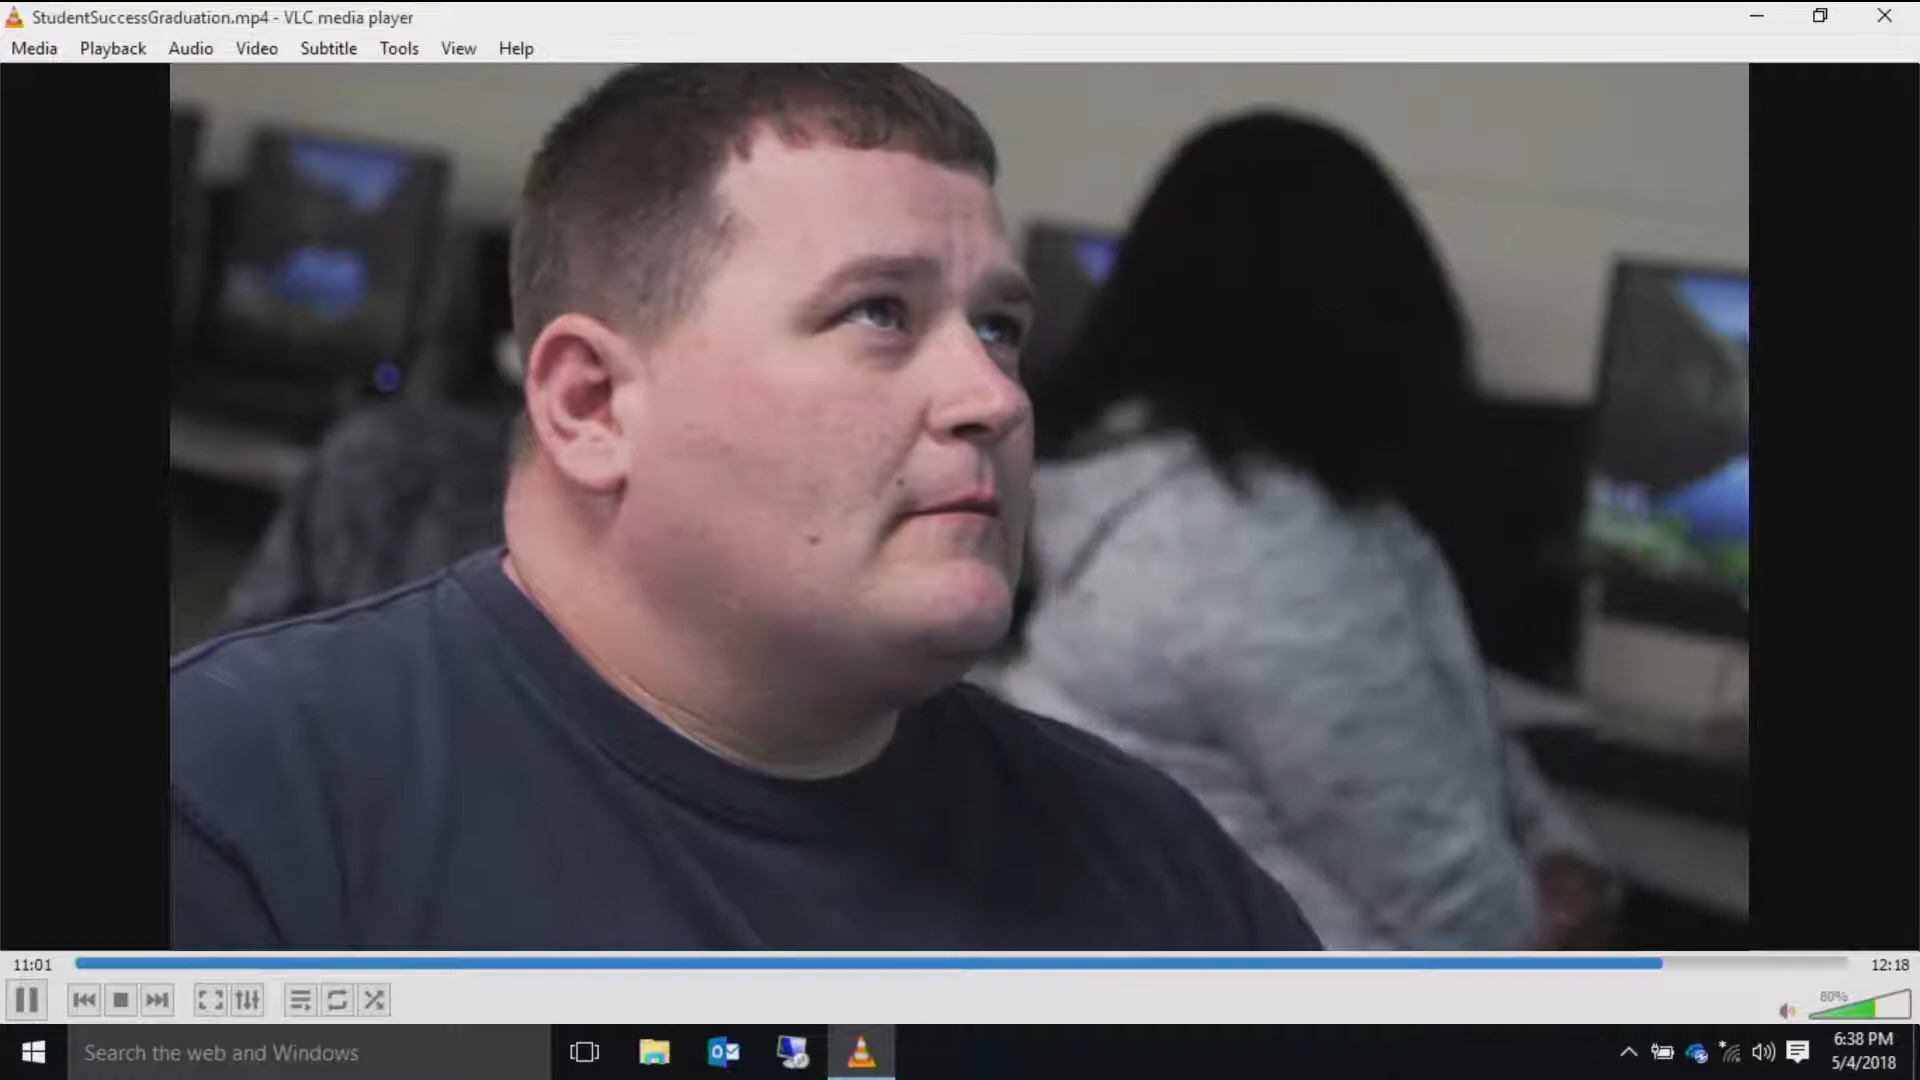 StudentSuccessGraduation.mp4 - VLC media player
Media Playback Audio Video Subtitle Tools View Help
11:01
12:18
80%
Search the web and Windows
6:38 PM
5/4/2018